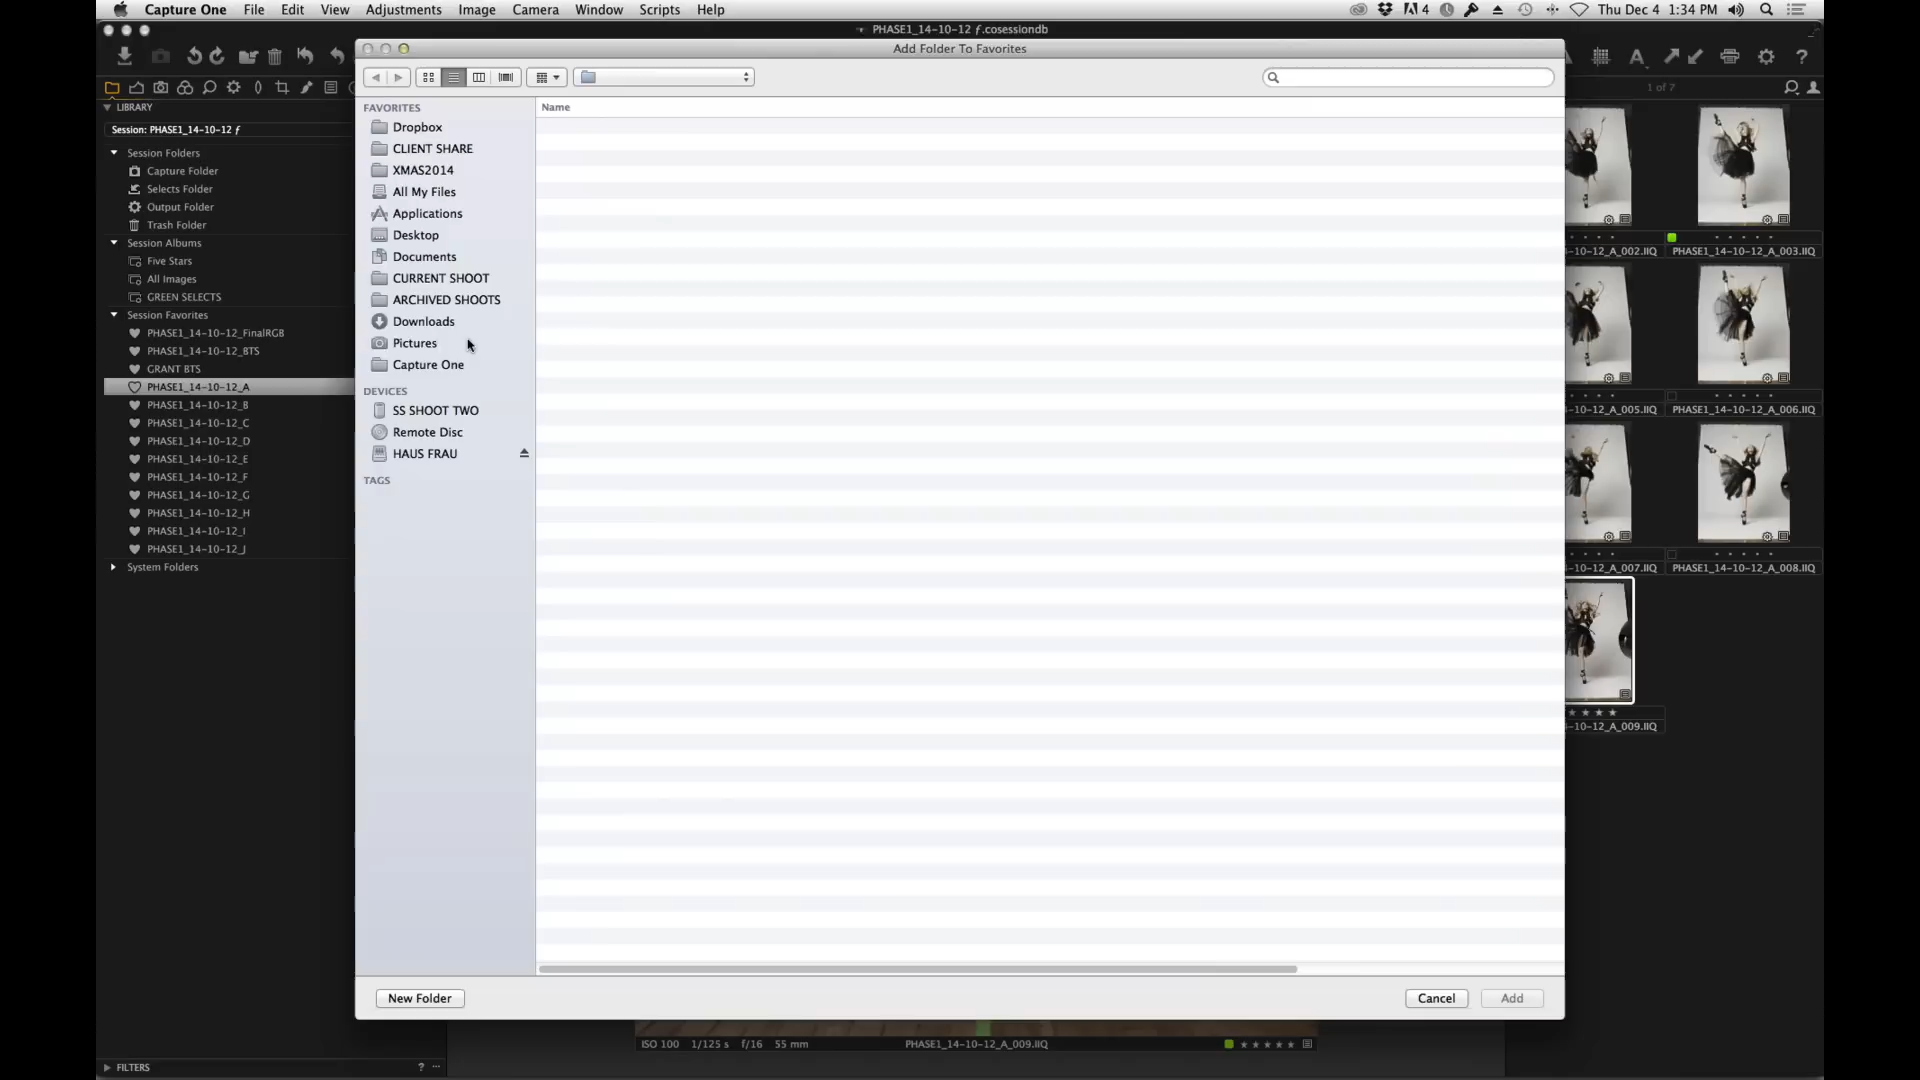 Capture One File Edit View Adjustments Image Camera Window Scripts Help 4 Thu Dec 4 1:34 PM
PHASE1_14-10-12 ƒ.cosessiondb
Add Folder To Favorites
1 of 7
LIBRARY
Session: PHASE1_14-10-12 ƒ
Session Folders
Capture Folder
Selects Folder
Output Folder
Trash Folder
Session Albums
Five Stars
All Images
GREEN SELECTS
Session Favorites
PHASE1_14-10-12_FinalRGB
PHASE1_14-10-12_BTS
GRANT BTS
PHASE1_14-10-12_A
PHASE1_14-10-12_B
PHASE1_14-10-12_C
PHASE1_14-10-12_D
PHASE1_14-10-12_E
PHASE1_14-10-12_F
PHASE1_14-10-12_G
PHASE1_14-10-12_H
PHASE1_14-10-12_I
PHASE1_14-10-12_J
System Folders
FILTERS ? ...
FAVORITES
Dropbox
CLIENT SHARE
XMAS2014
All My Files
Applications
Desktop
Documents
CURRENT SHOOT
ARCHIVED SHOOTS
Downloads
Pictures
Capture One
DEVICES
SS SHOOT TWO
Remote Disc
HAUS FRAU
TAGS
Name
New Folder Cancel Add
-10-12_A_002.IIQ PHASE1_14-10-12_A_003.IIQ
-10-12_A_005.IIQ PHASE1_14-10-12_A_006.IIQ
-10-12_A_007.IIQ PHASE1_14-10-12_A_008.IIQ
-10-12_A_009.IIQ
ISO 100 1/125 s f/16 55 mm PHASE1_14-10-12_A_009.IIQ